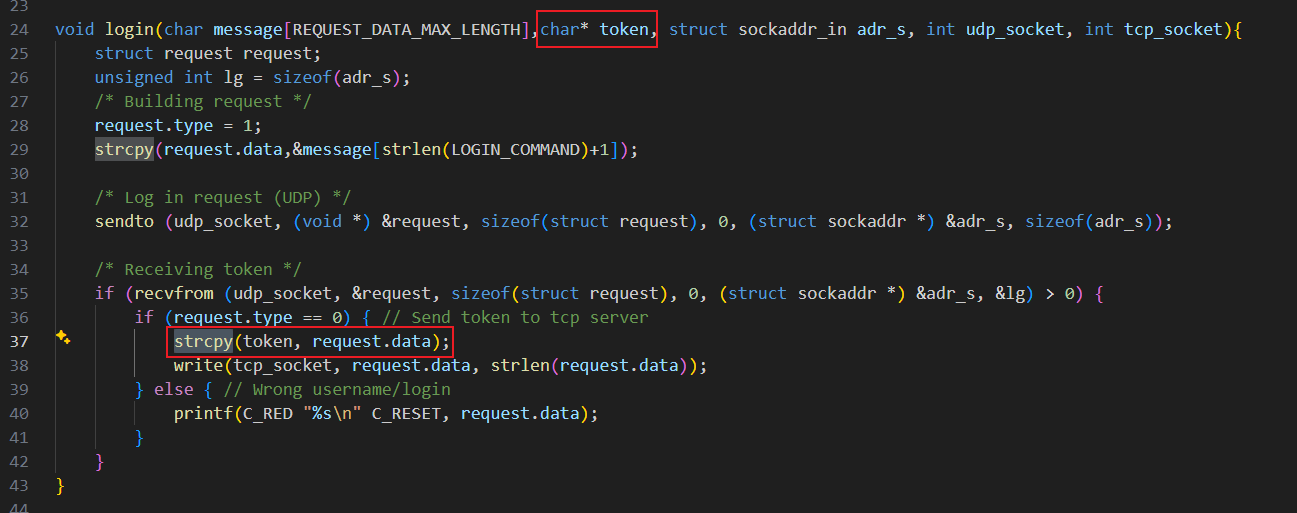 23
24 void login(char message[REQUEST_DATA_MAX_LENGTH],char* token, struct sockaddr_in adr_s, int udp_socket, int tcp_socket){
25 struct request request;
26 unsigned int lg = sizeof(adr_s);
27 /* Building request */
28 request.type = 1;
29 strcpy(request.data,&message[strlen(LOGIN_COMMAND)+1]);
30
31 /* Log in request (UDP) */
32 sendto (udp_socket, (void *) &request, sizeof(struct request), 0, (struct sockaddr *) &adr_s, sizeof(adr_s));
33
34 /* Receiving token */
35 if (recvfrom (udp_socket, &request, sizeof(struct request), 0, (struct sockaddr *) &adr_s, &lg) > 0) {
36 if (request.type == 0) { // Send token to tcp server
37 strcpy(token, request.data);
38 write(tcp_socket, request.data, strlen(request.data));
39 } else { // Wrong username/login
40 printf(C_RED "%s\n" C_RESET, request.data);
41 }
42 }
43 }
44